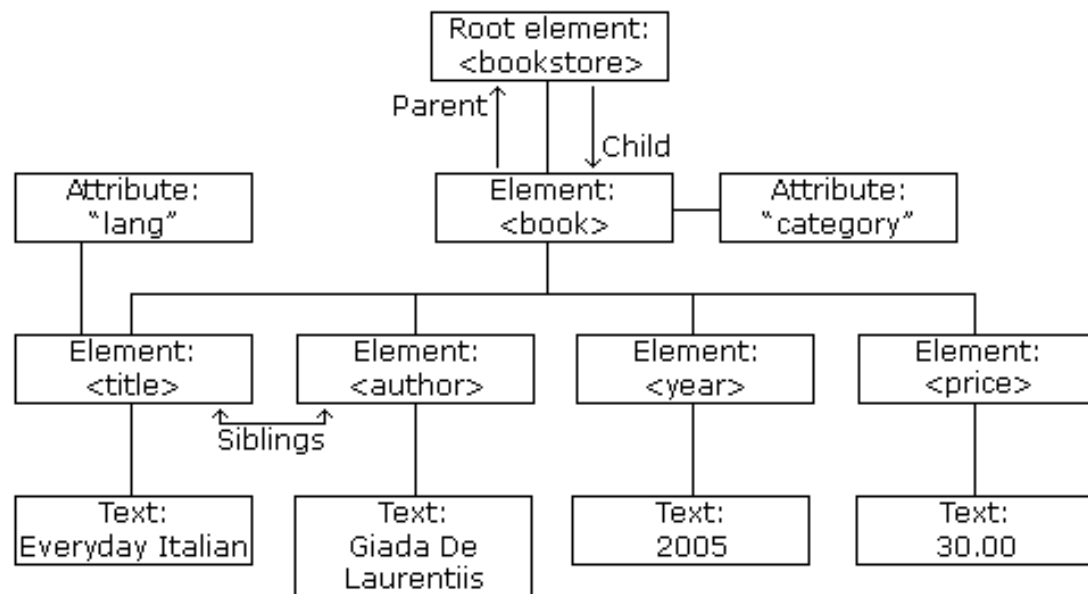 Root element:
<bookstore>
Parent
Child
Attribute:
“lang”
Element:
<book>
Attribute:
“category”
Element:
<title>
Element:
<author>
Element:
<year>
Element:
<price>
Siblings
Text:
Everyday Italian
Text:
Giada De
Laurentiis
Text:
2005
Text:
30.00